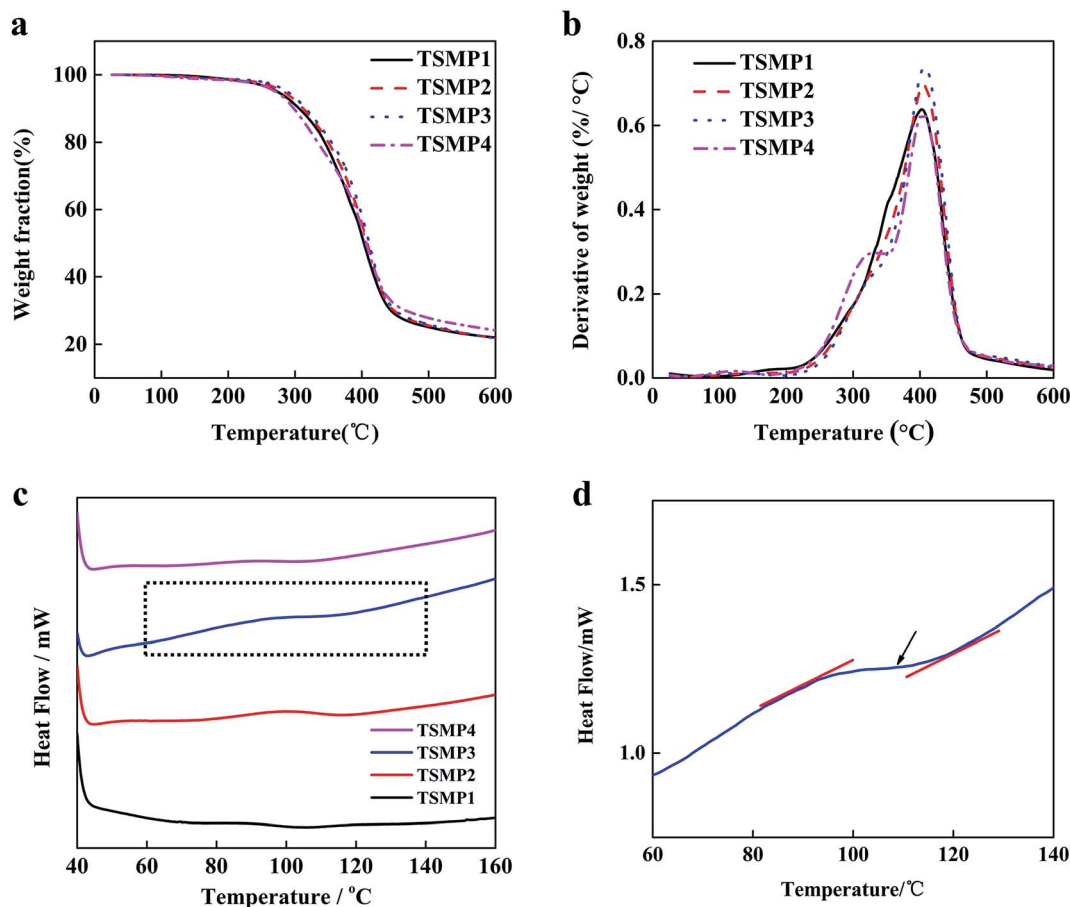 a
100
80
60
40
20
Weight fraction(%)
TSMP1
TSMP2
TSMP3
TSMP4
0 100 200 300 400 500 600
Temperature(℃)
b
0.8
0.6
0.4
0.2
0.0
Derivative of weight (%/ °C)
TSMP1
TSMP2
TSMP3
TSMP4
0 100 200 300 400 500 600
Temperature (°C)
c
Heat Flow / mW
TSMP4
TSMP3
TSMP2
TSMP1
40 60 80 100 120 140 160
Temperature / °C
d
1.5
1.0
Heat Flow/mW
60 80 100 120 140
Temperature/℃